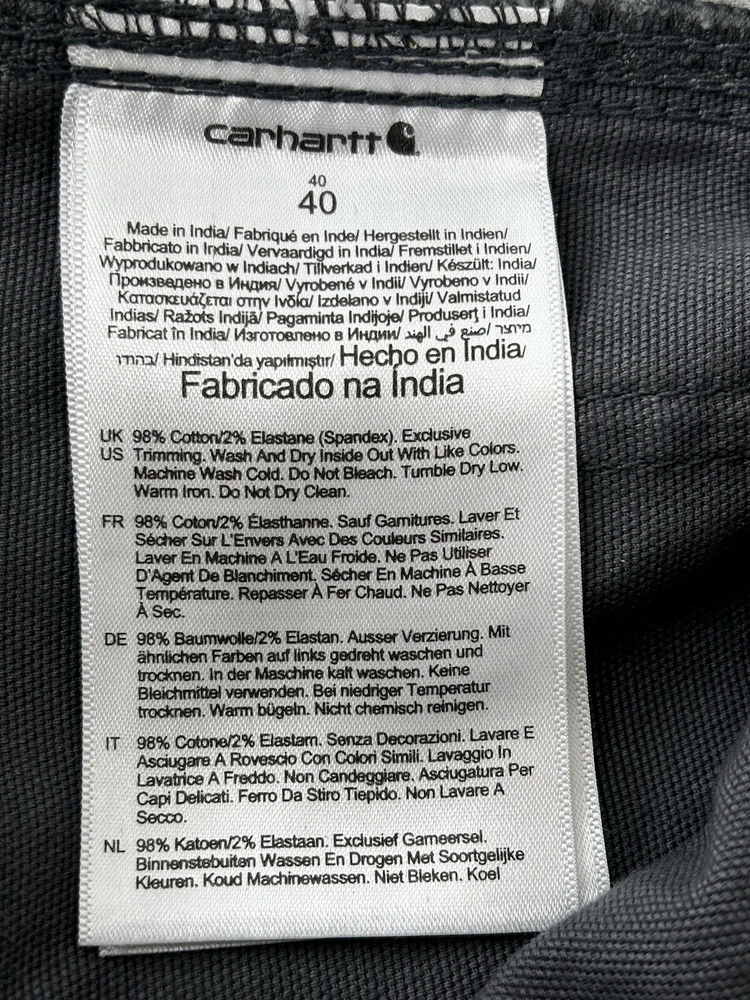 carhartt
40
40
Made in India/ Fabriqué en Inde/ Hergestellt in Indien/
Fabbricato in India/ Vervaardigd in India/ Fremstillet i Indien/
Wyprodukowano w Indiach/ Tillverkad i Indien/ Készült: India/
Произведено в Индия/ Vyrobené v Indii/ Vyrobeno v Indii/
Κατασκευάζεται στην Ινδία/ Izdelano v Indiji/ Valmistatud
Indias/ Ražots Indijā/ Pagaminta Indijoje/ Produserț i India/
Fabricat în India/ Изготовлено в Индии/ صنع في الهند/ מיוצר
בהודו/ Hindistan'da yapılmıştır/ Hecho en India/
Fabricado na Índia
UK 98% Cotton/2% Elastane (Spandex). Exclusive
US Trimming. Wash And Dry Inside Out With Like Colors.
Machine Wash Cold. Do Not Bleach. Tumble Dry Low.
Warm Iron. Do Not Dry Clean.
FR 98% Coton/2% Élasthanne. Sauf Garnitures. Laver Et
Sécher Sur L'Envers Avec Des Couleurs Similaires.
Laver En Machine A L'Eau Froide. Ne Pas Utiliser
D'Agent De Blanchiment. Sécher En Machine À Basse
Température. Repasser À Fer Chaud. Ne Pas Nettoyer
À Sec.
DE 98% Baumwolle/2% Elastan. Ausser Verzierung. Mit
ähnlichen Farben auf links gedreht waschen und
trocknen. In der Maschine kalt waschen. Keine
Bleichmittel verwenden. Bei niedriger Temperatur
trocknen. Warm bügeln. Nicht chemisch reinigen.
IT 98% Cotone/2% Elastam. Senza Decorazioni. Lavare E
Asciugare A Rovescio Con Colori Simili. Lavaggio In
Lavatrice A Freddo. Non Candeggiare. Asciugatura Per
Capi Delicati. Ferro Da Stiro Tiepido. Non Lavare A
Secco.
NL 98% Katoen/2% Elastaan. Exclusief Garneersel.
Binnenstebuiten Wassen En Drogen Met Soortgelijke
Kleuren. Koud Machinewassen. Niet Bleken. Koel